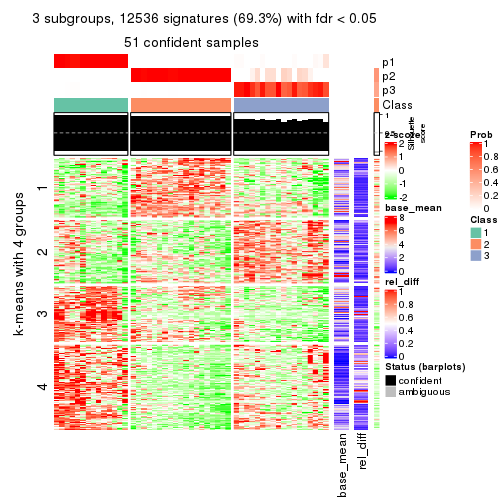 3 subgroups, 12536 signatures (69.3%) with fdr < 0.05
51 confident samples
p1
p2
p3
Class
1
0.5
0
Silhouette
score
k-means with 4 groups
1
2
3
4
base_mean
rel_diff
z-score
2
1
0
-1
-2
base_mean
8
6
4
2
0
rel_diff
1
0.8
0.6
0.4
0.2
0
Status (barplots)
confident
ambiguous
Prob
1
0.8
0.6
0.4
0.2
0
Class
1
2
3